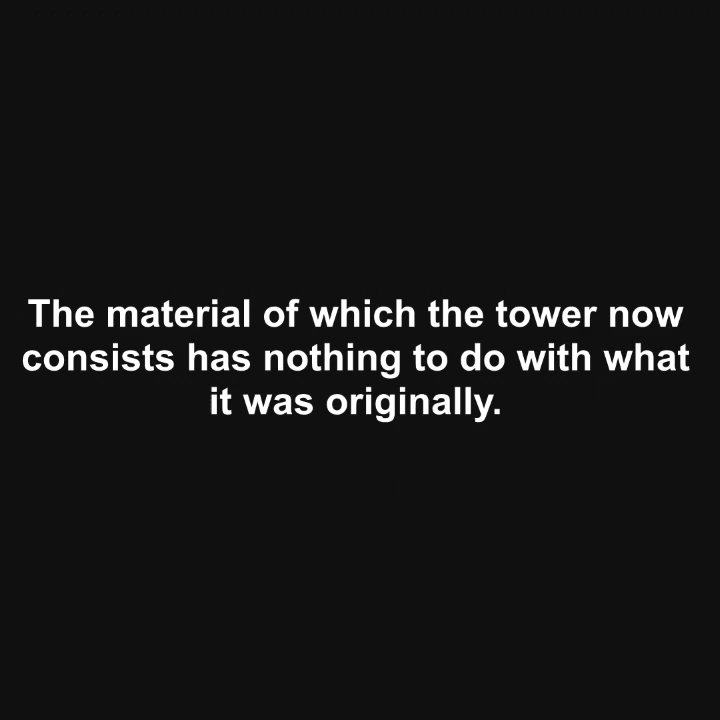 The material of which the tower now
consists has nothing to do with what
it was originally.